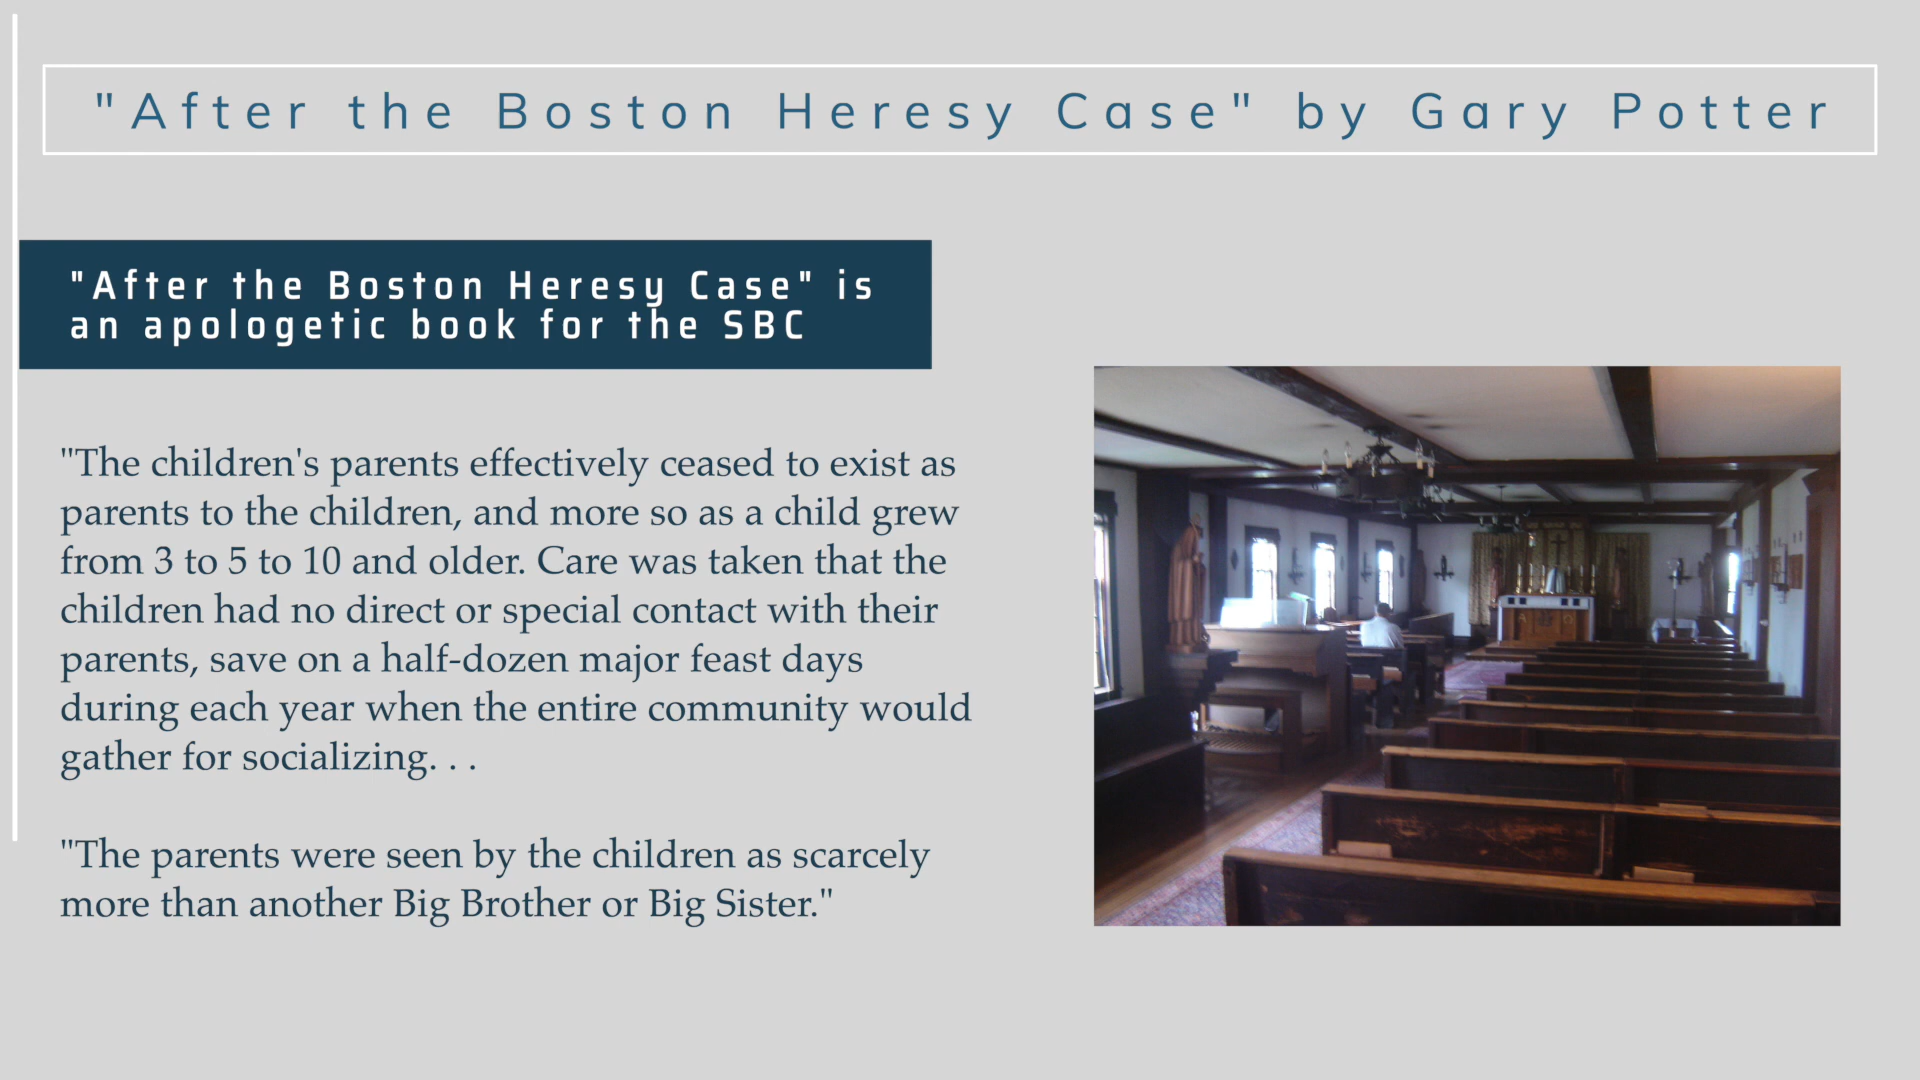 "After the Boston Heresy Case" by Gary Potter
"After the Boston Heresy Case" is
an apologetic book for the SBC
"The children's parents effectively ceased to exist as
parents to the children, and more so as a child grew
from 3 to 5 to 10 and older. Care was taken that the
children had no direct or special contact with their
parents, save on a half-dozen major feast days
during each year when the entire community would
gather for socializing. . .
"The parents were seen by the children as scarcely
more than another Big Brother or Big Sister."